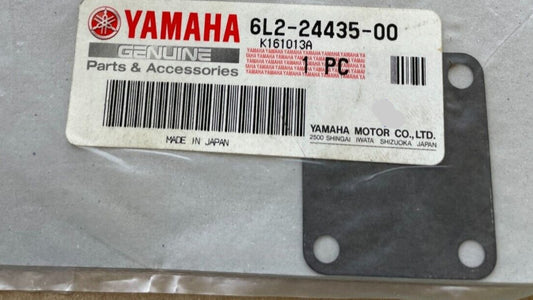 YAMAHA 6L2-24435-00
K161013A
GENUINE
Parts & Accessories
1 PC
MADE IN JAPAN
YAMAHA MOTOR CO., LTD.
2500 SHINGAI IWATA SHIZUOKA, JAPAN